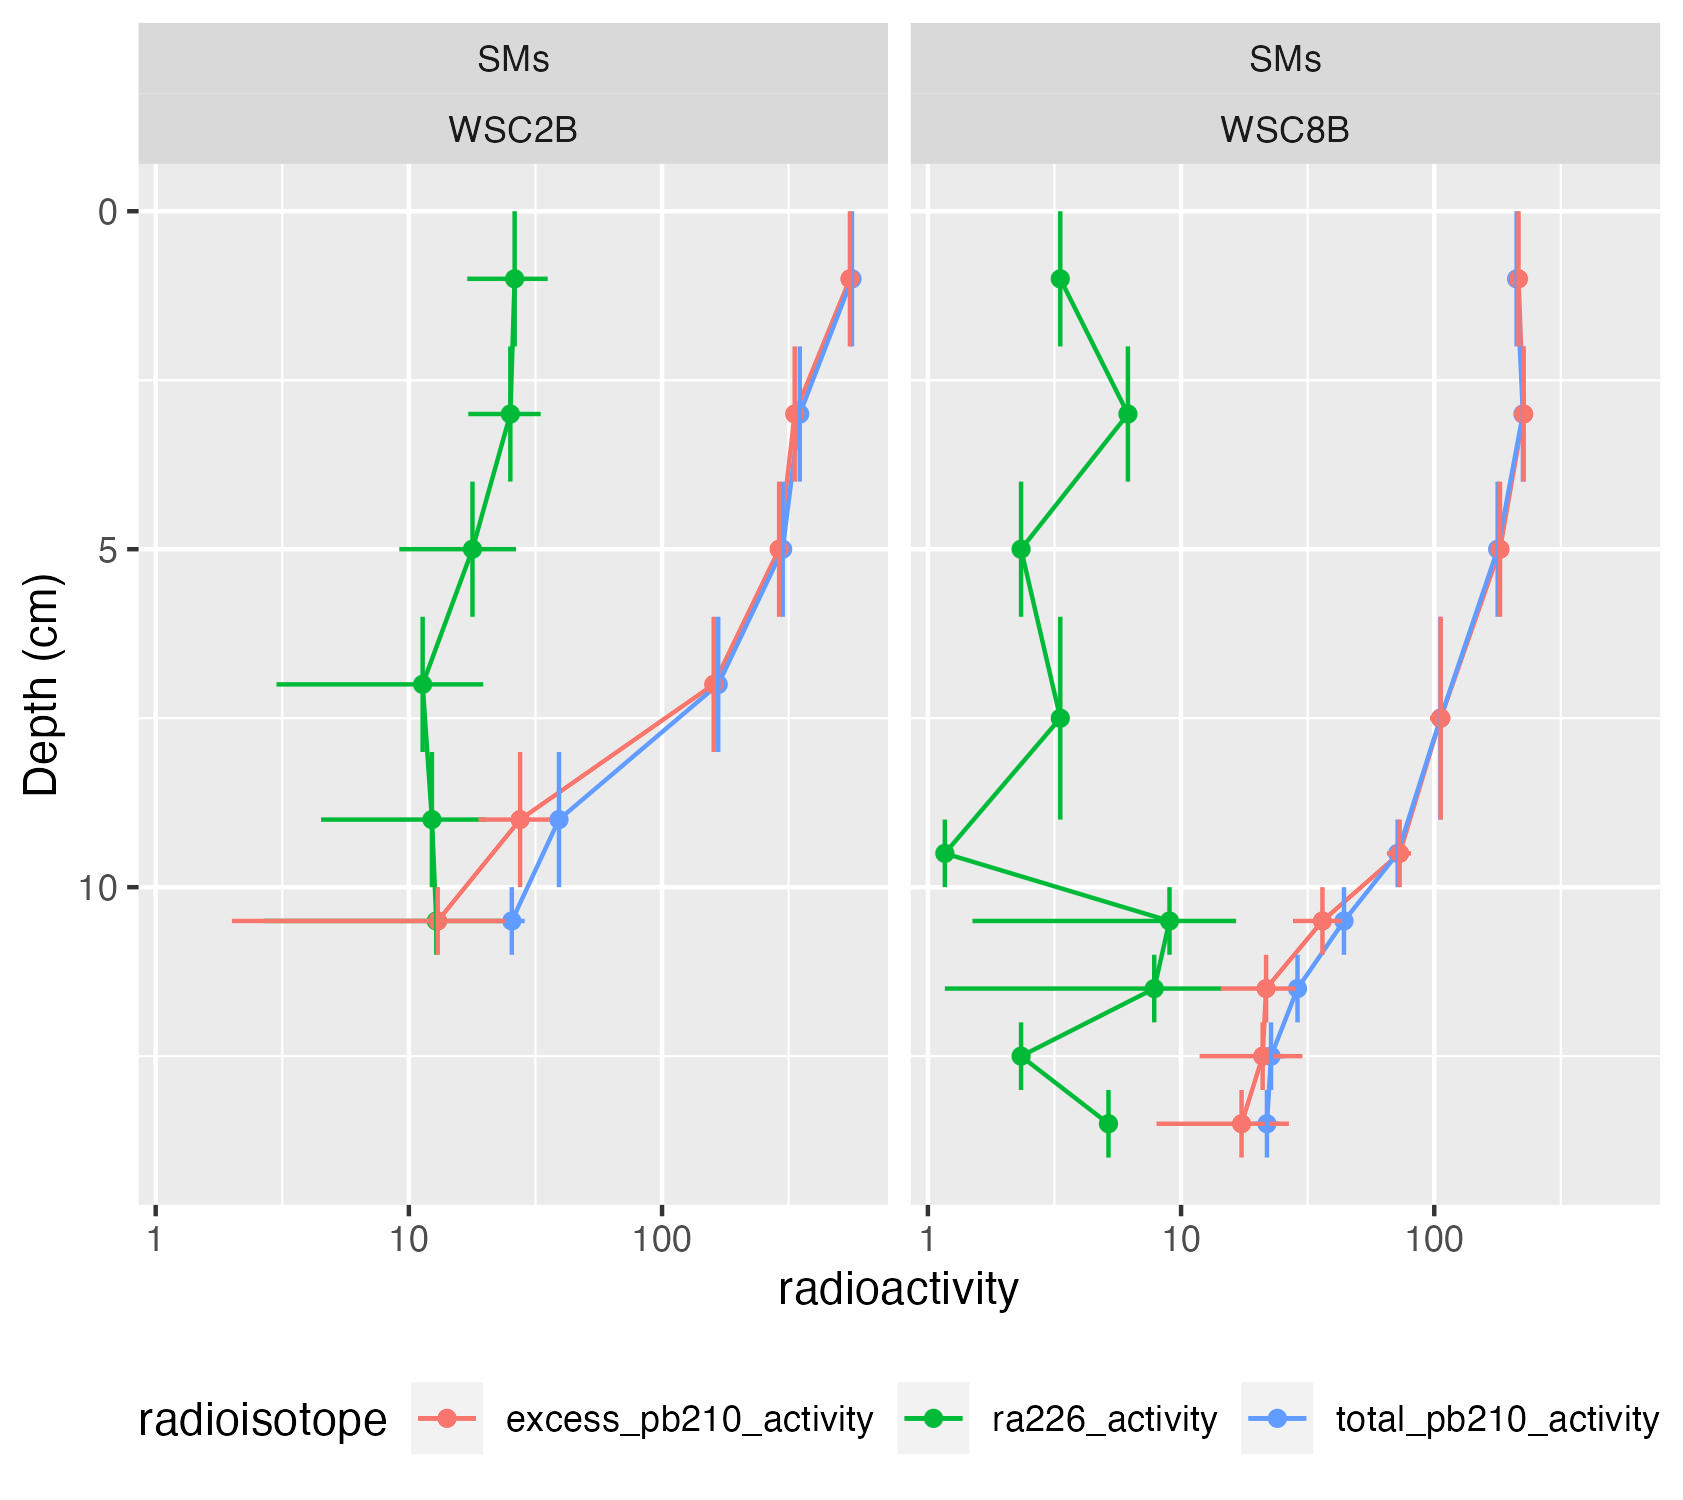 SMs SMs
WSC2B WSC8B
0
5
10
Depth (cm)
1 10 100 1 10 100
radioactivity
radioisotope excess_pb210_activity ra226_activity total_pb210_activity